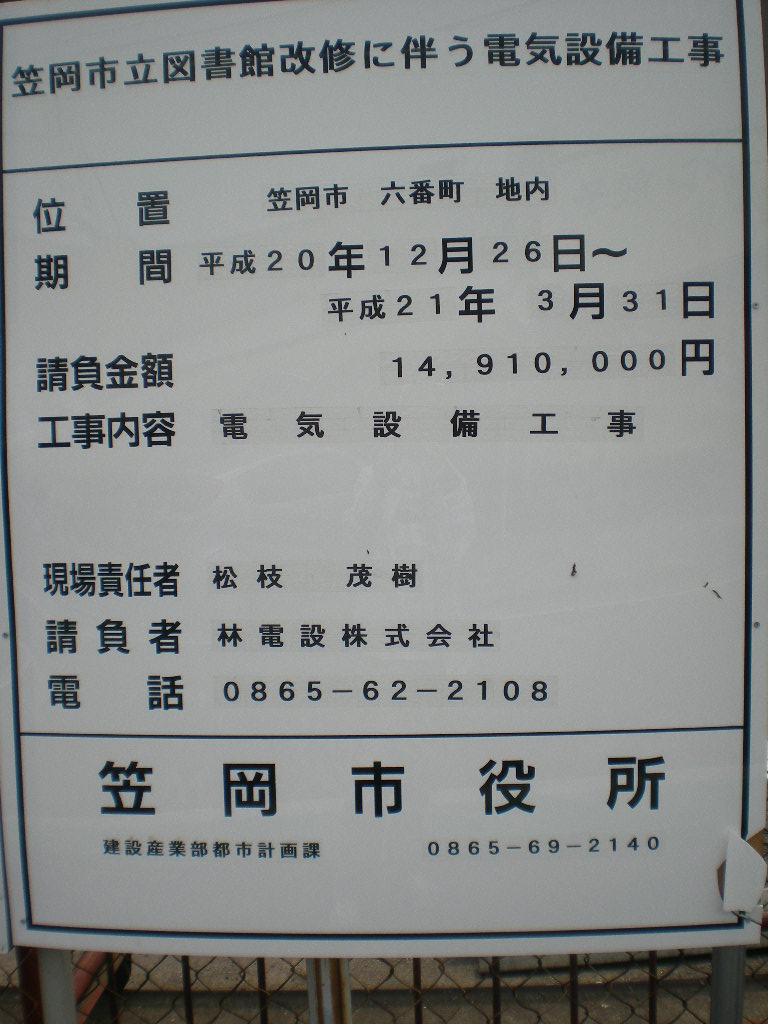 笠岡市立図書館改修に伴う電気設備工事
位置 笠岡市 六番町 地内
期間 平成20年12月26日～
平成21年 3月31日
請負金額 14,910,000円
工事内容 電気設備工事
現場責任者 松枝 茂樹
請負者 林電設株式会社
電話 0865－62－2108
笠岡市役所
建設産業部都市計画課 0865－69－2140